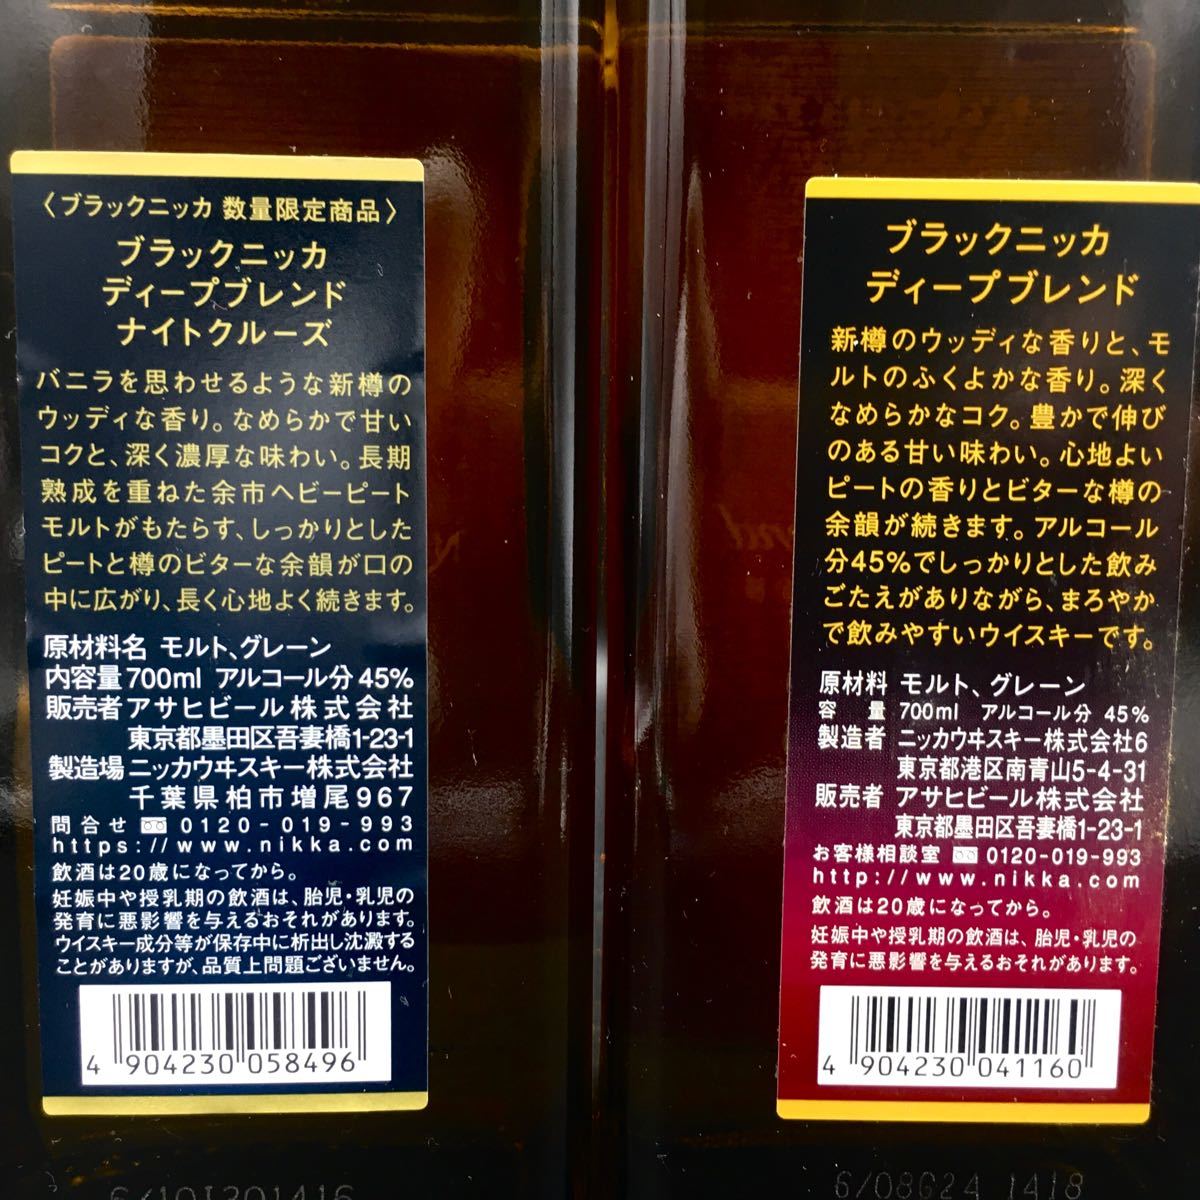 〈ブラックニッカ 数量限定商品〉
ブラックニッカ
ディープブレンド
ナイトクルーズ
バニラを思わせるような新樽の
ウッディな香り。なめらかで甘い
コクと、深く濃厚な味わい。長期
熟成を重ねた余市ヘビーピート
モルトがもたらす、しっかりとした
ピートと樽のビターな余韻が口の
中に広がり、長く心地よく続きます。
原材料名 モルト、グレーン
内容量 700ml アルコール分 45%
販売者 アサヒビール株式会社
東京都墨田区吾妻橋1-23-1
製造場 ニッカウヰスキー株式会社
千葉県柏市増尾967
問合せ 0120-019-993
https://www.nikka.com
飲酒は20歳になってから。
妊娠中や授乳期の飲酒は、胎児・乳児の
発育に悪影響を与えるおそれがあります。
ウイスキー成分等が保存中に析出し沈澱する
ことがありますが、品質上問題ございません。
4 904230 058496
ブラックニッカ
ディープブレンド
新樽のウッディな香りと、モ
ルトのふくよかな香り。深く
なめらかなコク。豊かで伸び
のある甘い味わい。心地よい
ピートの香りとビターな樽の
余韻が続きます。アルコール
分45%でしっかりとした飲み
ごたえがありながら、まろやか
で飲みやすいウイスキーです。
原材料 モルト、グレーン
容量 700ml アルコール分 45%
製造者 ニッカウヰスキー株式会社6
東京都港区南青山5-4-31
販売者 アサヒビール株式会社
東京都墨田区吾妻橋1-23-1
お客様相談室 0120-019-993
http://www.nikka.com
飲酒は20歳になってから。
妊娠中や授乳期の飲酒は、胎児・乳児の
発育に悪影響を与えるおそれがあります。
4 904230 041160
6/08G24 1418